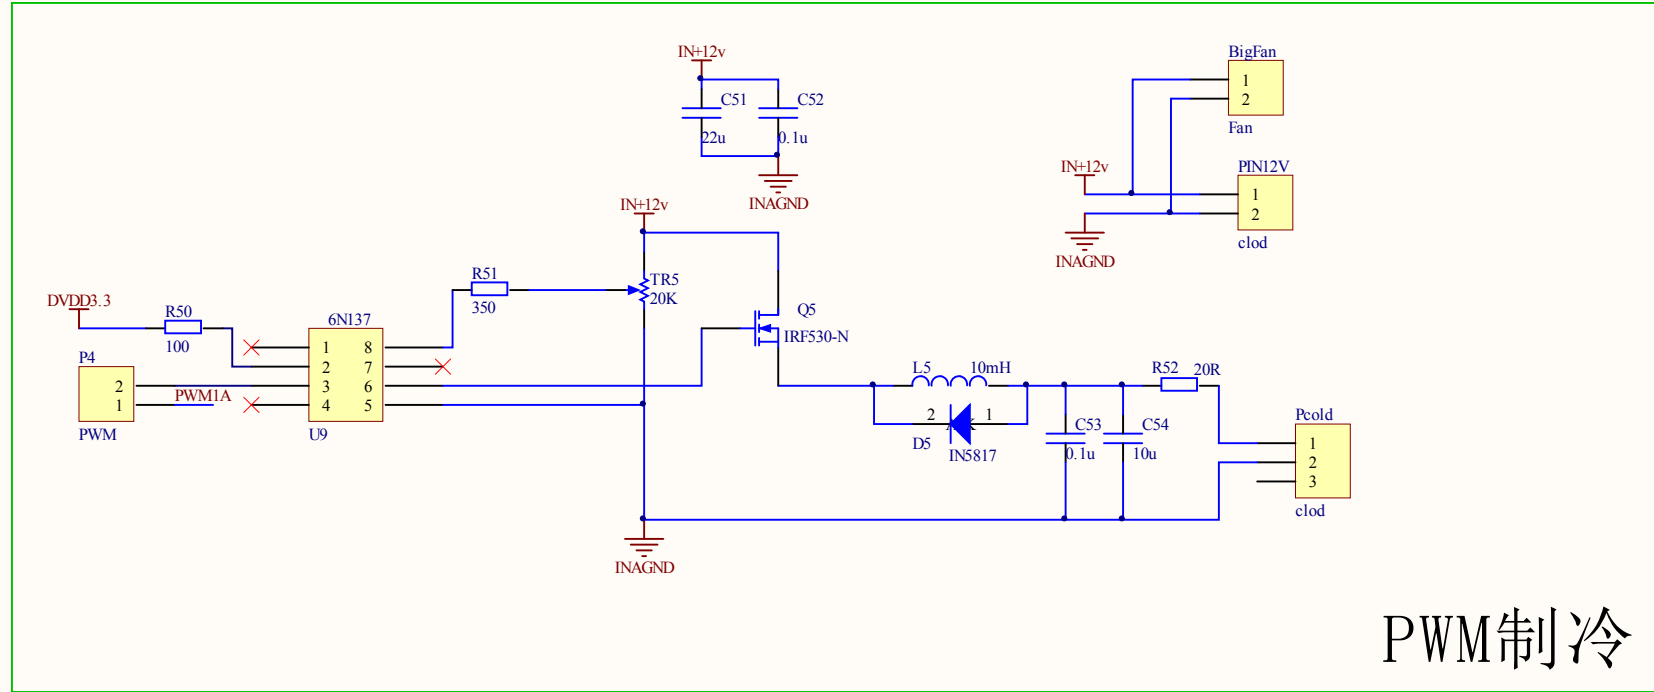 IN+12v
C51
22u
C52
0.1u
INAGND
BigFan
1
2
Fan
IN+12v
PIN12V
1
2
clod
INAGND
IN+12v
TR5
20K
R51
350
DVDD3.3
R50
100
6N137
1
2
3
4
8
7
6
5
U9
P4
2
1
PWM
PWM1A
Q5
IRF530-N
L5
10mH
2
1
D5
IN5817
C53
0.1u
C54
10u
R52
20R
Pcold
1
2
3
clod
INAGND
PWM制冷